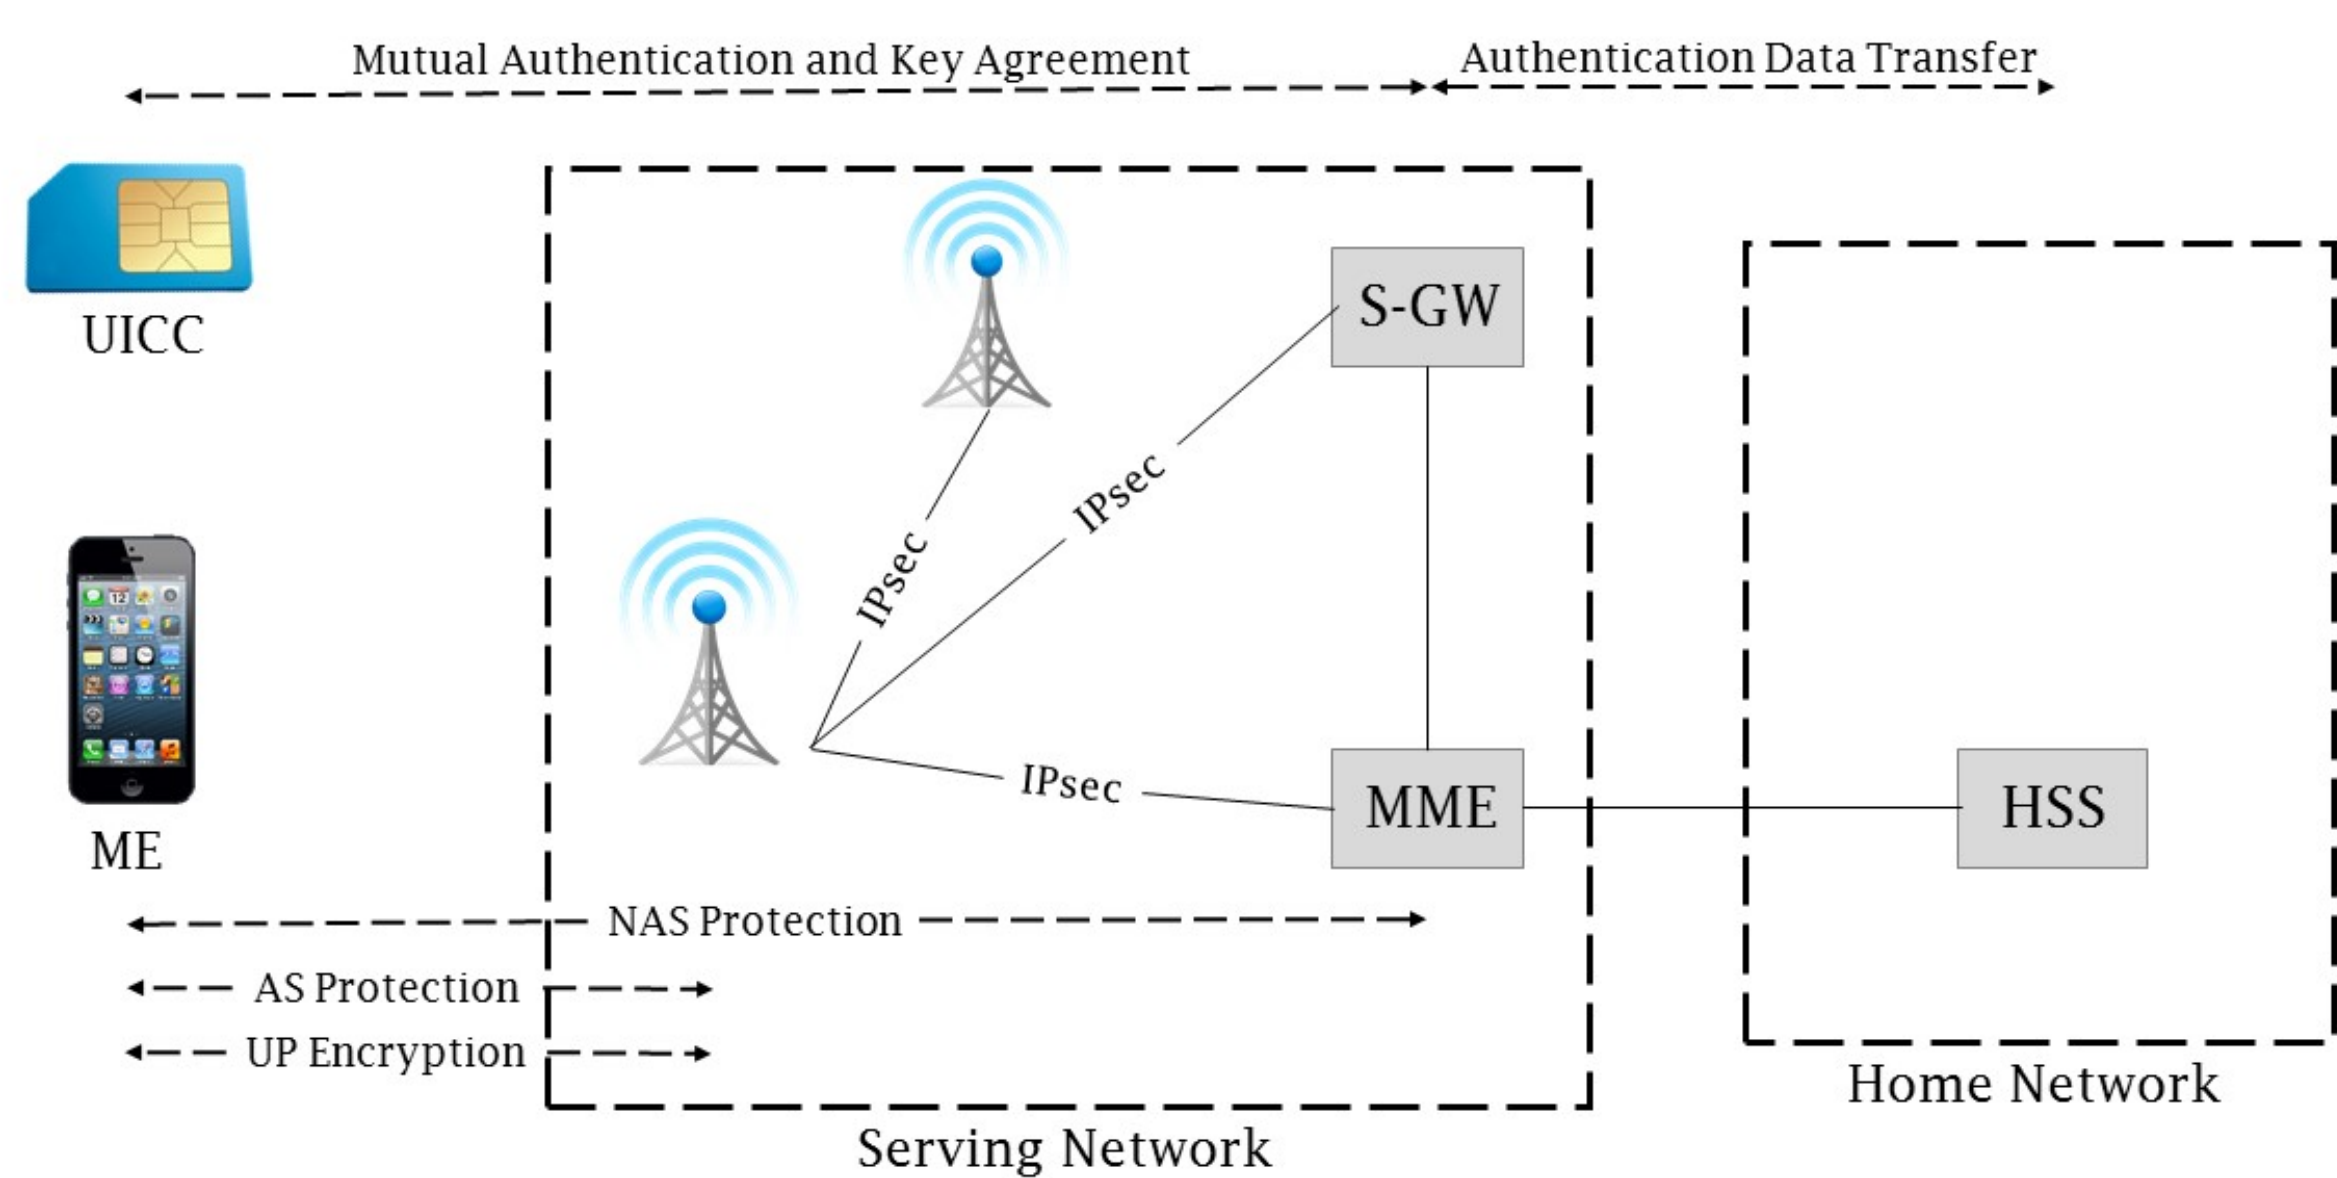 Mutual Authentication and Key Agreement
Authentication Data Transfer
UICC
S-GW
IPsec
IPsec
IPsec
MME
HSS
ME
NAS Protection
AS Protection
UP Encryption
Home Network
Serving Network